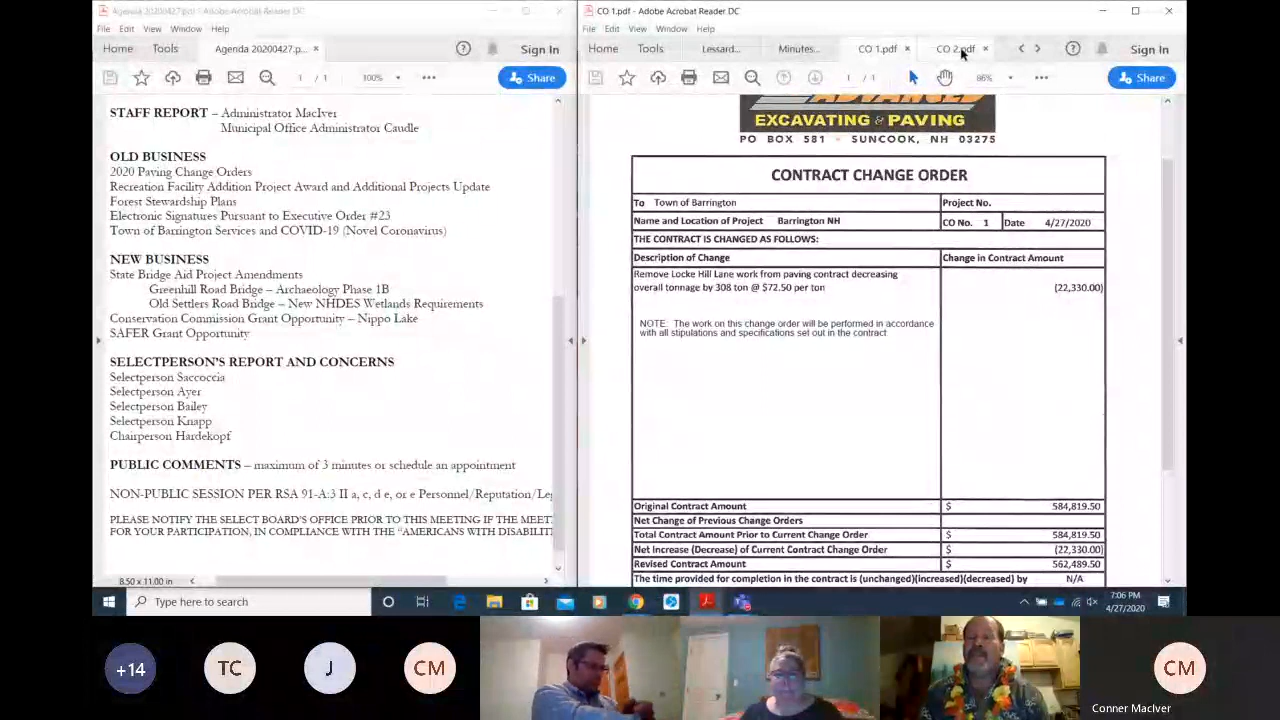 Agenda 20200427.pdf - Adobe Acrobat Reader DC
File Edit View Window Help
Home Tools Agenda 20200427.p... × Sign In
1 / 1 100% Share
STAFF REPORT – Administrator MacIver
Municipal Office Administrator Caudle
OLD BUSINESS
2020 Paving Change Orders
Recreation Facility Addition Project Award and Additional Projects Update
Forest Stewardship Plans
Electronic Signatures Pursuant to Executive Order #23
Town of Barrington Services and COVID-19 (Novel Coronavirus)
NEW BUSINESS
State Bridge Aid Project Amendments
Greenhill Road Bridge – Archaeology Phase 1B
Old Settlers Road Bridge – New NHDES Wetlands Requirements
Conservation Commission Grant Opportunity – Nippo Lake
SAFER Grant Opportunity
SELECTPERSON'S REPORT AND CONCERNS
Selectperson Saccoccia
Selectperson Ayer
Selectperson Bailey
Selectperson Knapp
Chairperson Hardekopf
PUBLIC COMMENTS – maximum of 3 minutes or schedule an appointment
NON-PUBLIC SESSION PER RSA 91-A:3 II a, c, d e, or e Personnel/Reputation/Leg
PLEASE NOTIFY THE SELECT BOARD'S OFFICE PRIOR TO THIS MEETING IF THE MEET
FOR YOUR PARTICIPATION, IN COMPLIANCE WITH THE "AMERICANS WITH DISABILIT
8.50 x 11.00 in
CO 1.pdf - Adobe Acrobat Reader DC
File Edit View Window Help
Home Tools Lessard... Minutes... CO 1.pdf × CO 2.pdf × Sign In
1 / 1 86% Share
ADVANCED
EXCAVATING & PAVING
PO BOX 581 - SUNCOOK, NH 03275
CONTRACT CHANGE ORDER
To Town of Barrington Project No.
Name and Location of Project Barrington NH CO No. 1 Date 4/27/2020
THE CONTRACT IS CHANGED AS FOLLOWS:
Description of Change Change in Contract Amount
Remove Locke Hill Lane work from paving contract decreasing
overall tonnage by 308 ton @ $72.50 per ton (22,330.00)
NOTE: The work on this change order will be performed in accordance
with all stipulations and specifications set out in the contract
Original Contract Amount $ 584,819.50
Net Change of Previous Change Orders
Total Contract Amount Prior to Current Change Order $ 584,819.50
Net Increase (Decrease) of Current Contract Change Order $ (22,330.00)
Revised Contract Amount $ 562,489.50
The time provided for completion in the contract is (unchanged)(increased)(decreased) by N/A
Type here to search
7:06 PM
4/27/2020
+14 TC J CM CM
Conner MacIver